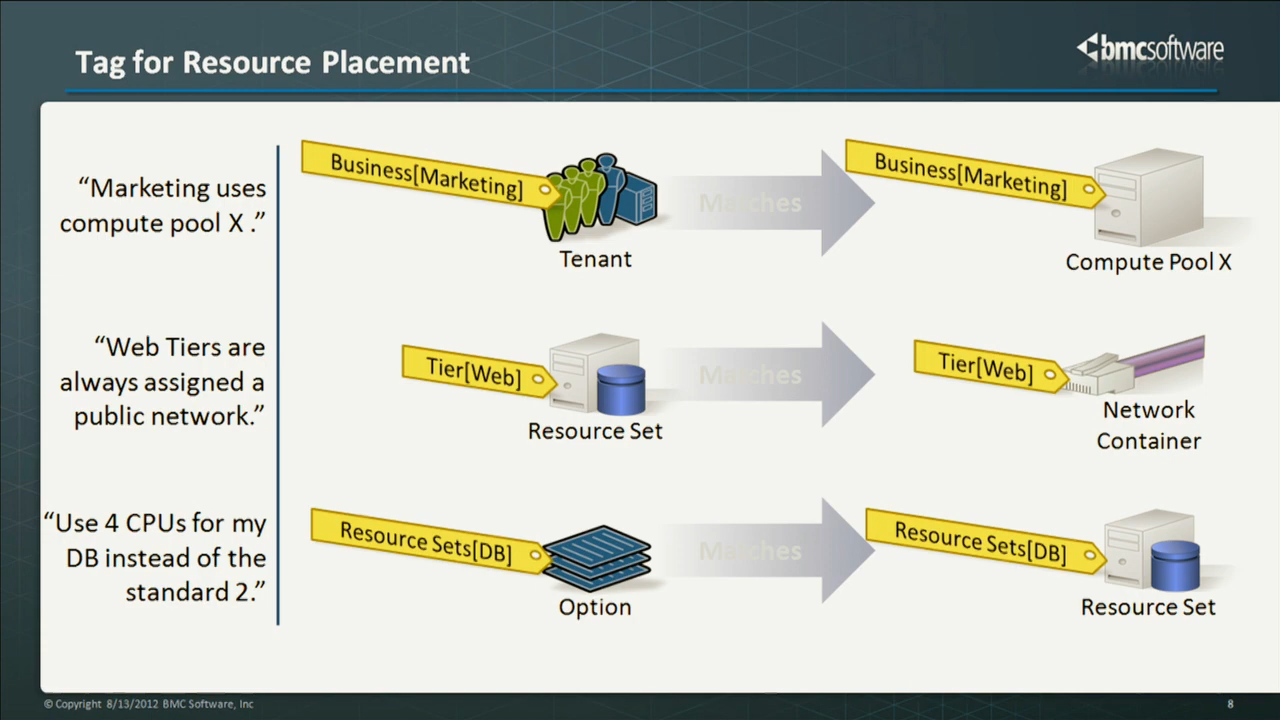 Tag for Resource Placement
bmcsoftware
“Marketing uses
compute pool X .”
Business[Marketing]
Tenant
Matches
Business[Marketing]
Compute Pool X
“Web Tiers are
always assigned a
public network.”
Tier[Web]
Resource Set
Matches
Tier[Web]
Network
Container
“Use 4 CPUs for my
DB instead of the
standard 2.”
Resource Sets[DB]
Option
Matches
Resource Sets[DB]
Resource Set
© Copyright 8/13/2012 BMC Software, Inc
8